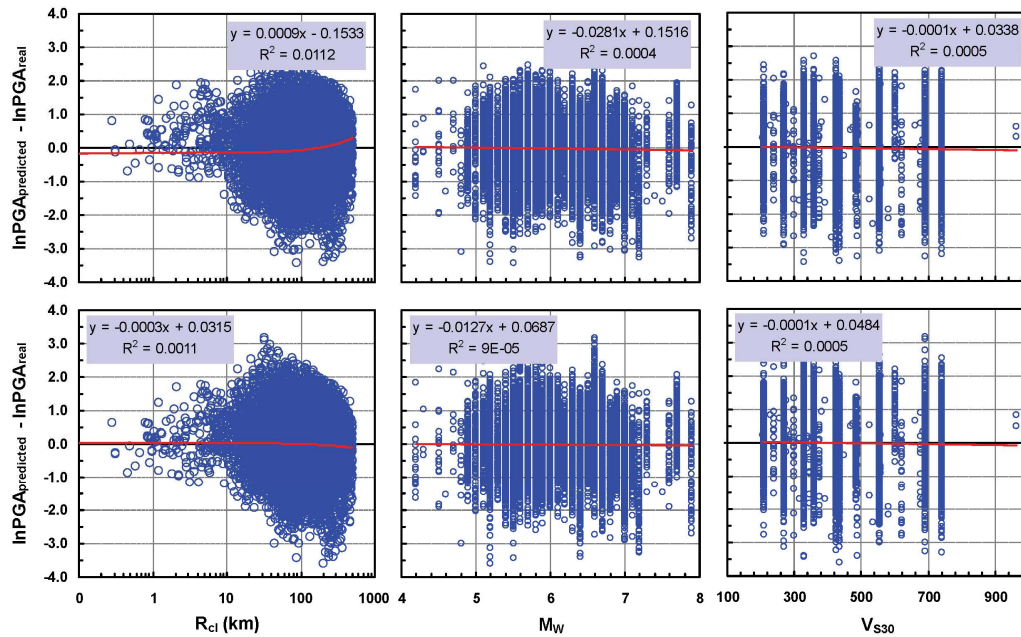 4.0
3.0
2.0
1.0
0.0
-1.0
-2.0
-3.0
-4.0
lnPGApredicted - lnPGAreal
y = 0.0009x - 0.1533
R² = 0.0112
y = -0.0281x + 0.1516
R² = 0.0004
y = -0.0001x + 0.0338
R² = 0.0005
4.0
3.0
2.0
1.0
0.0
-1.0
-2.0
-3.0
4.0
lnPGApredicted - lnPGAreal
y = -0.0003x + 0.0315
R² = 0.0011
y = -0.0127x + 0.0687
R² = 9E-05
y = -0.0001x + 0.0484
R² = 0.0005
0 1 10 100 1000
4 5 6 7 8
100 300 500 700 900
Rcl (km)
MW
VS30